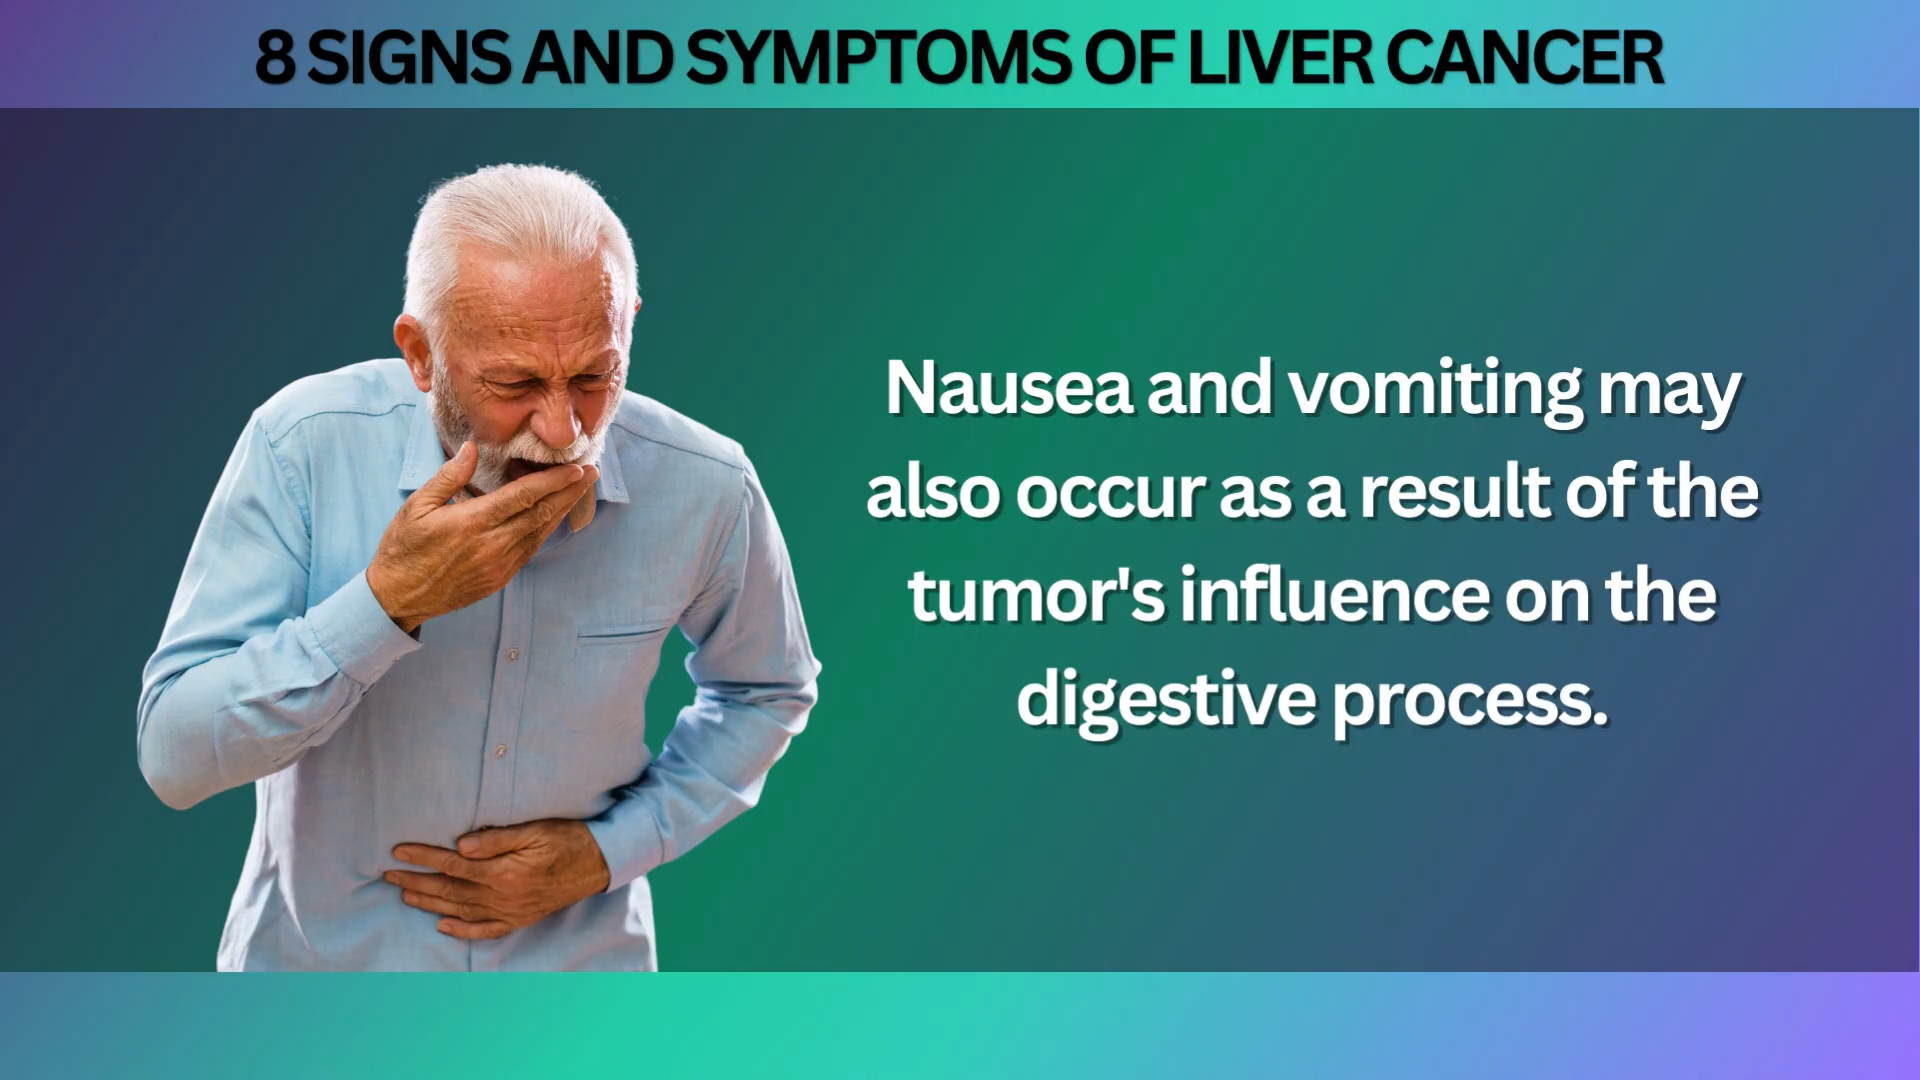 8 SIGNS AND SYMPTOMS OF LIVER CANCER
Nausea and vomiting may
also occur as a result of the
tumor's influence on the
digestive process.